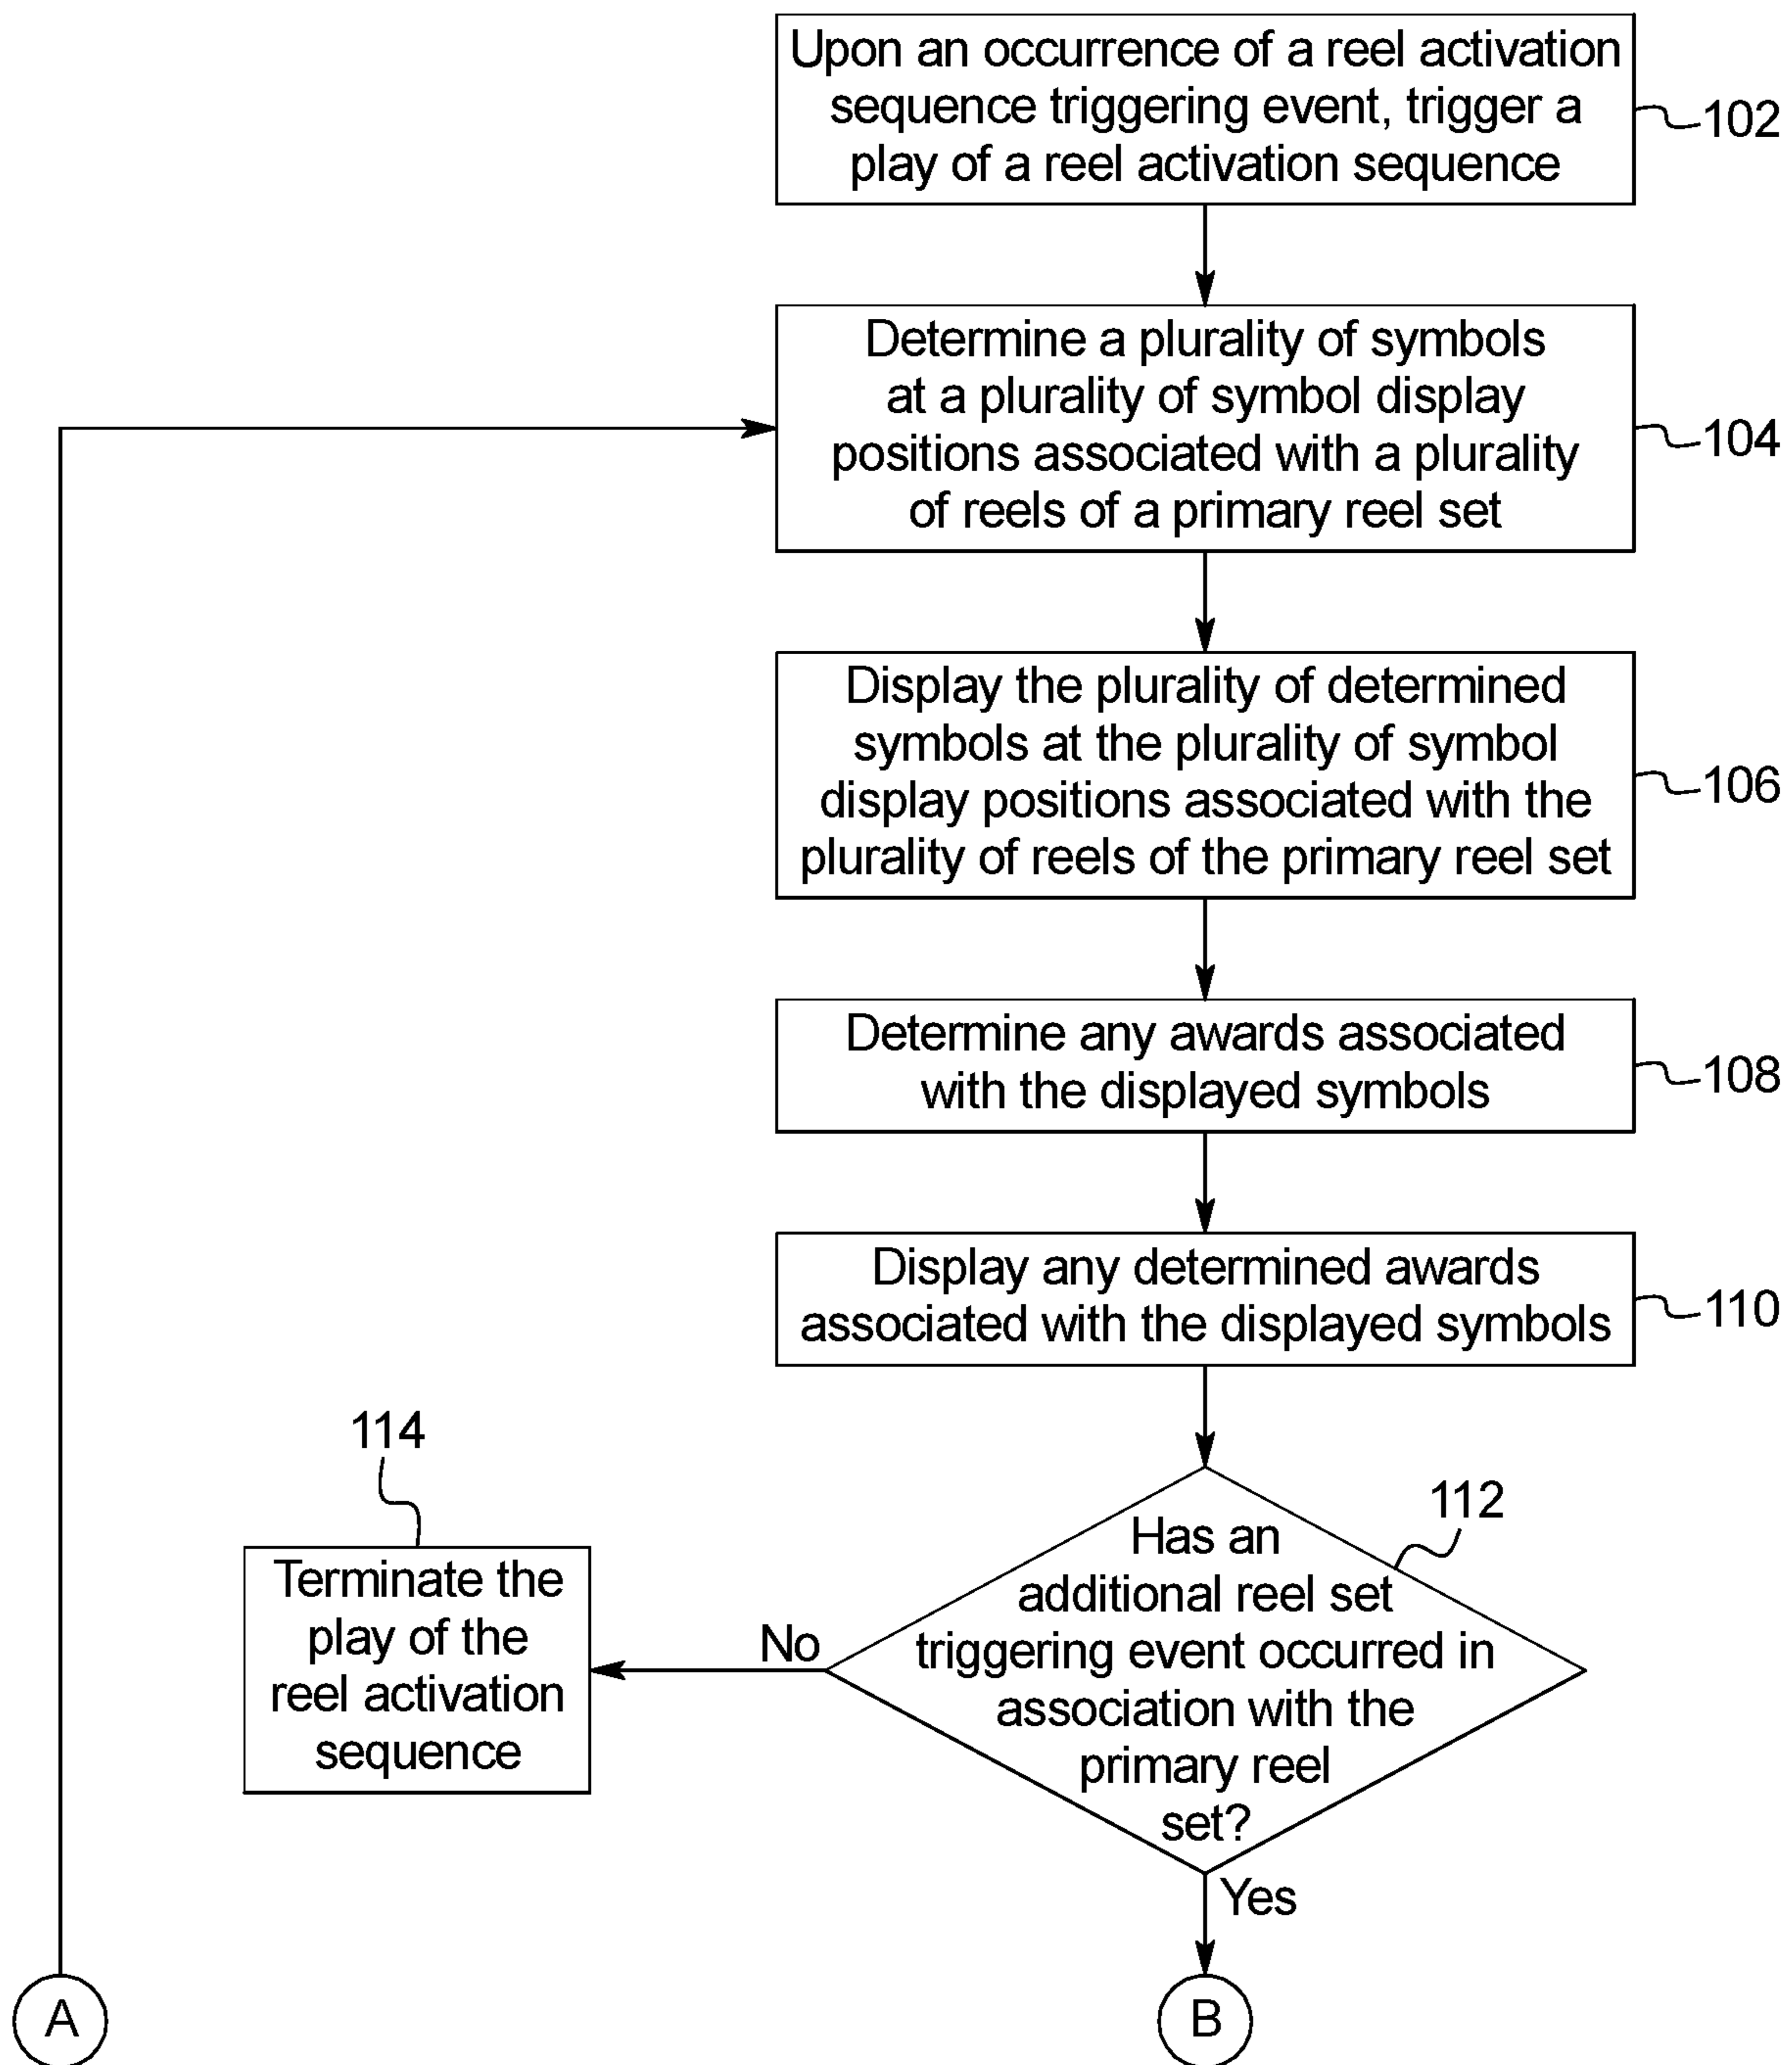 Upon an occurrence of a reel activation
sequence triggering event, trigger a
play of a reel activation sequence
102
Determine a plurality of symbols
at a plurality of symbol display
positions associated with a plurality
of reels of a primary reel set
104
Display the plurality of determined
symbols at the plurality of symbol
display positions associated with the
plurality of reels of the primary reel set
106
Determine any awards associated
with the displayed symbols
108
Display any determined awards
associated with the displayed symbols
110
112
Has an
additional reel set
triggering event occurred in
association with the
primary reel
set?
No
114
Terminate the
play of the
reel activation
sequence
Yes
A
B